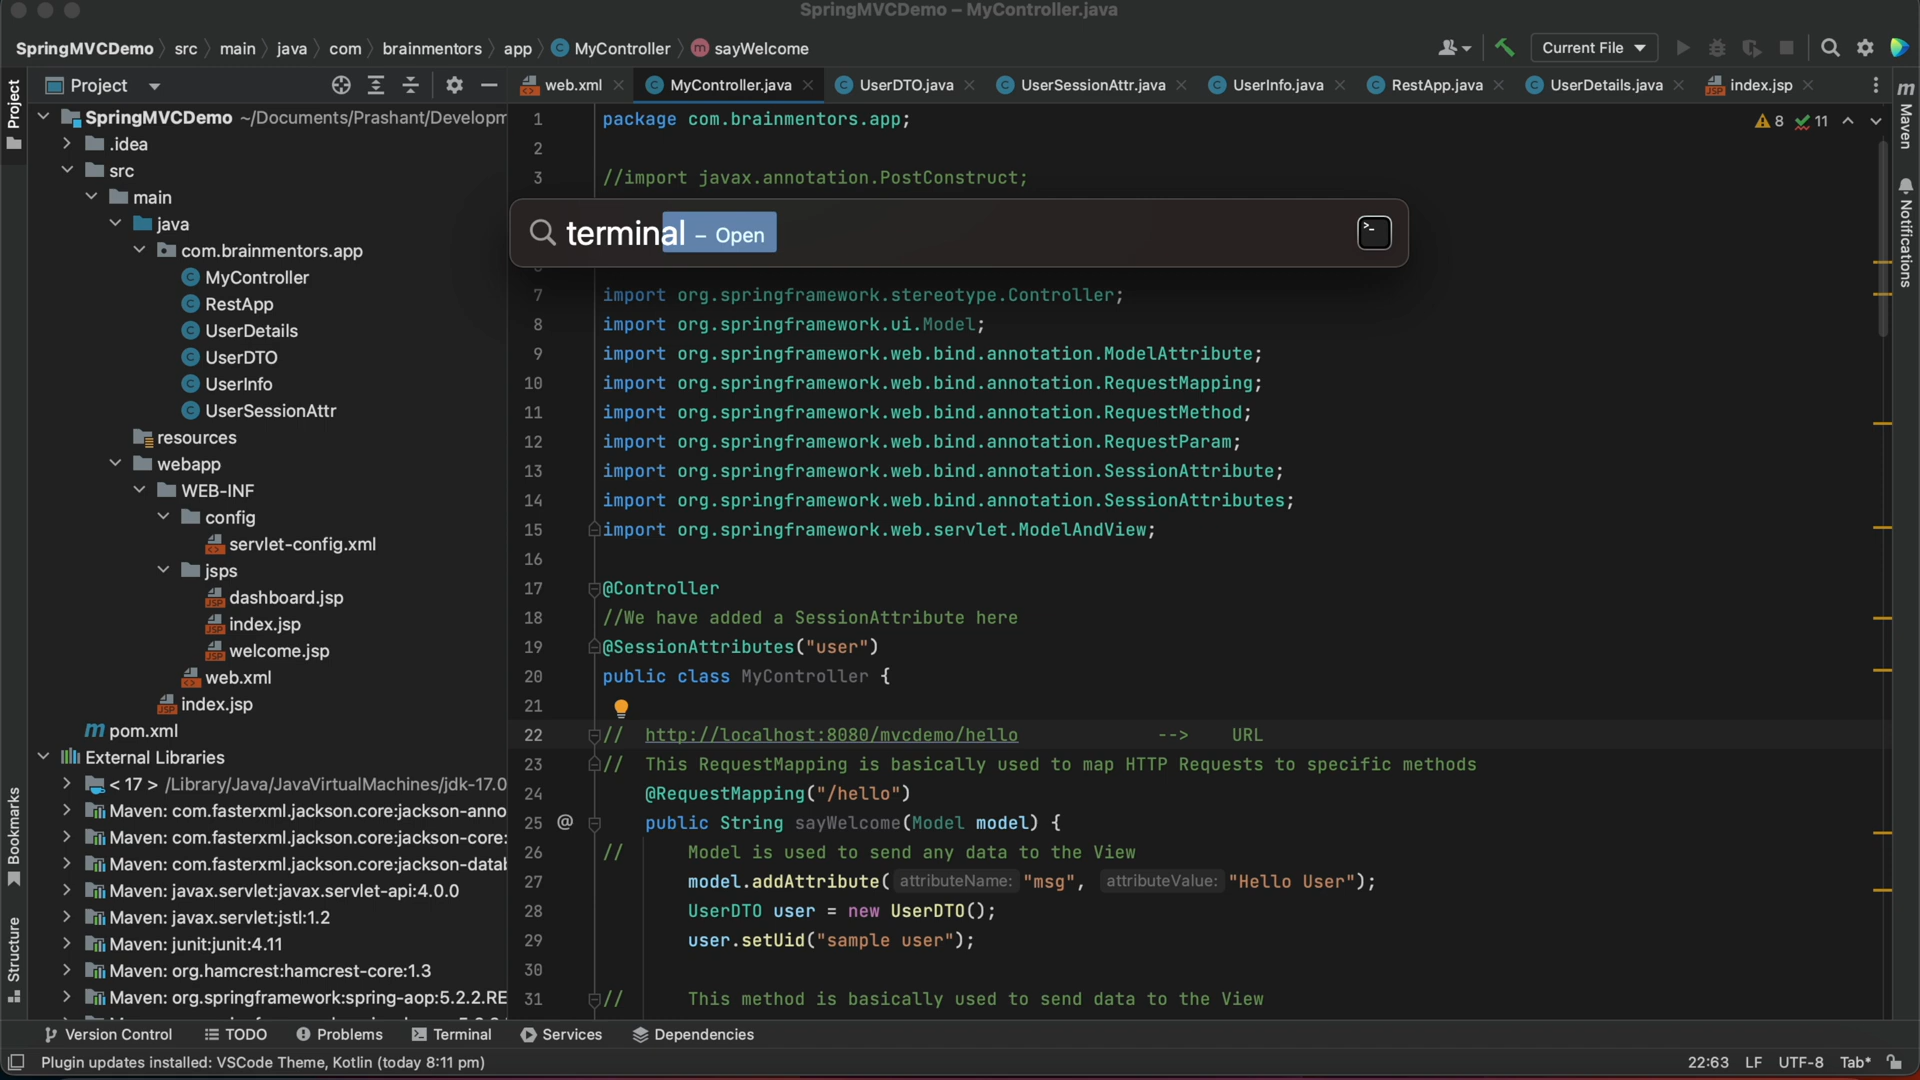 SpringMVCDemo – MyController.java
SpringMVCDemo src main java com brainmentors app MyController sayWelcome
Current File
Project
web.xml MyController.java UserDTO.java UserSessionAttr.java UserInfo.java RestApp.java UserDetails.java index.jsp
Project
SpringMVCDemo ~/Documents/Prashant/Developm
.idea
src
main
java
com.brainmentors.app
MyController
RestApp
UserDetails
UserDTO
UserInfo
UserSessionAttr
resources
webapp
WEB-INF
config
servlet-config.xml
jsps
dashboard.jsp
index.jsp
welcome.jsp
web.xml
index.jsp
pom.xml
External Libraries
< 17 > /Library/Java/JavaVirtualMachines/jdk-17.0
Maven: com.fasterxml.jackson.core:jackson-anno
Maven: com.fasterxml.jackson.core:jackson-core:
Maven: com.fasterxml.jackson.core:jackson-datab
Maven: javax.servlet:javax.servlet-api:4.0.0
Maven: javax.servlet:jstl:1.2
Maven: junit:junit:4.11
Maven: org.hamcrest:hamcrest-core:1.3
Maven: org.springframework:spring-aop:5.2.2.RE
Bookmarks
Structure
1 package com.brainmentors.app;
2
3 //import javax.annotation.PostConstruct;
terminal – Open
7 import org.springframework.stereotype.Controller;
8 import org.springframework.ui.Model;
9 import org.springframework.web.bind.annotation.ModelAttribute;
10 import org.springframework.web.bind.annotation.RequestMapping;
11 import org.springframework.web.bind.annotation.RequestMethod;
12 import org.springframework.web.bind.annotation.RequestParam;
13 import org.springframework.web.bind.annotation.SessionAttribute;
14 import org.springframework.web.bind.annotation.SessionAttributes;
15 import org.springframework.web.servlet.ModelAndView;
16
17 @Controller
18 //We have added a SessionAttribute here
19 @SessionAttributes("user")
20 public class MyController {
21
22 // http://localhost:8080/mvcdemo/hello --> URL
23 // This RequestMapping is basically used to map HTTP Requests to specific methods
24 @RequestMapping("/hello")
25 @ public String sayWelcome(Model model) {
26 // Model is used to send any data to the View
27 model.addAttribute( attributeName: "msg", attributeValue: "Hello User");
28 UserDTO user = new UserDTO();
29 user.setUid("sample user");
30
31 // This method is basically used to send data to the View
8 11
m
Maven
Notifications
Version Control TODO Problems Terminal Services Dependencies
Plugin updates installed: VSCode Theme, Kotlin (today 8:11 pm)
22:63 LF UTF-8 Tab*